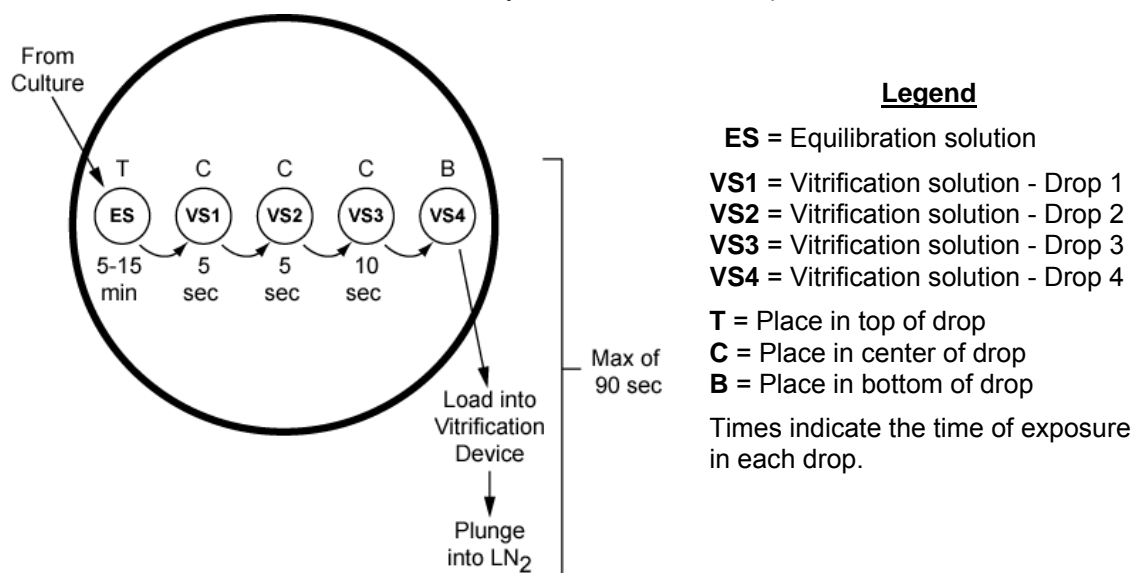 From
Culture
T
C
C
C
B
ES
VS1
VS2
VS3
VS4
5-15
min
5
sec
5
sec
10
sec
Max of
90 sec
Load into
Vitrification
Device
Plunge
into LN2
Legend
ES = Equilibration solution
VS1 = Vitrification solution - Drop 1
VS2 = Vitrification solution - Drop 2
VS3 = Vitrification solution - Drop 3
VS4 = Vitrification solution - Drop 4
T = Place in top of drop
C = Place in center of drop
B = Place in bottom of drop
Times indicate the time of exposure
in each drop.